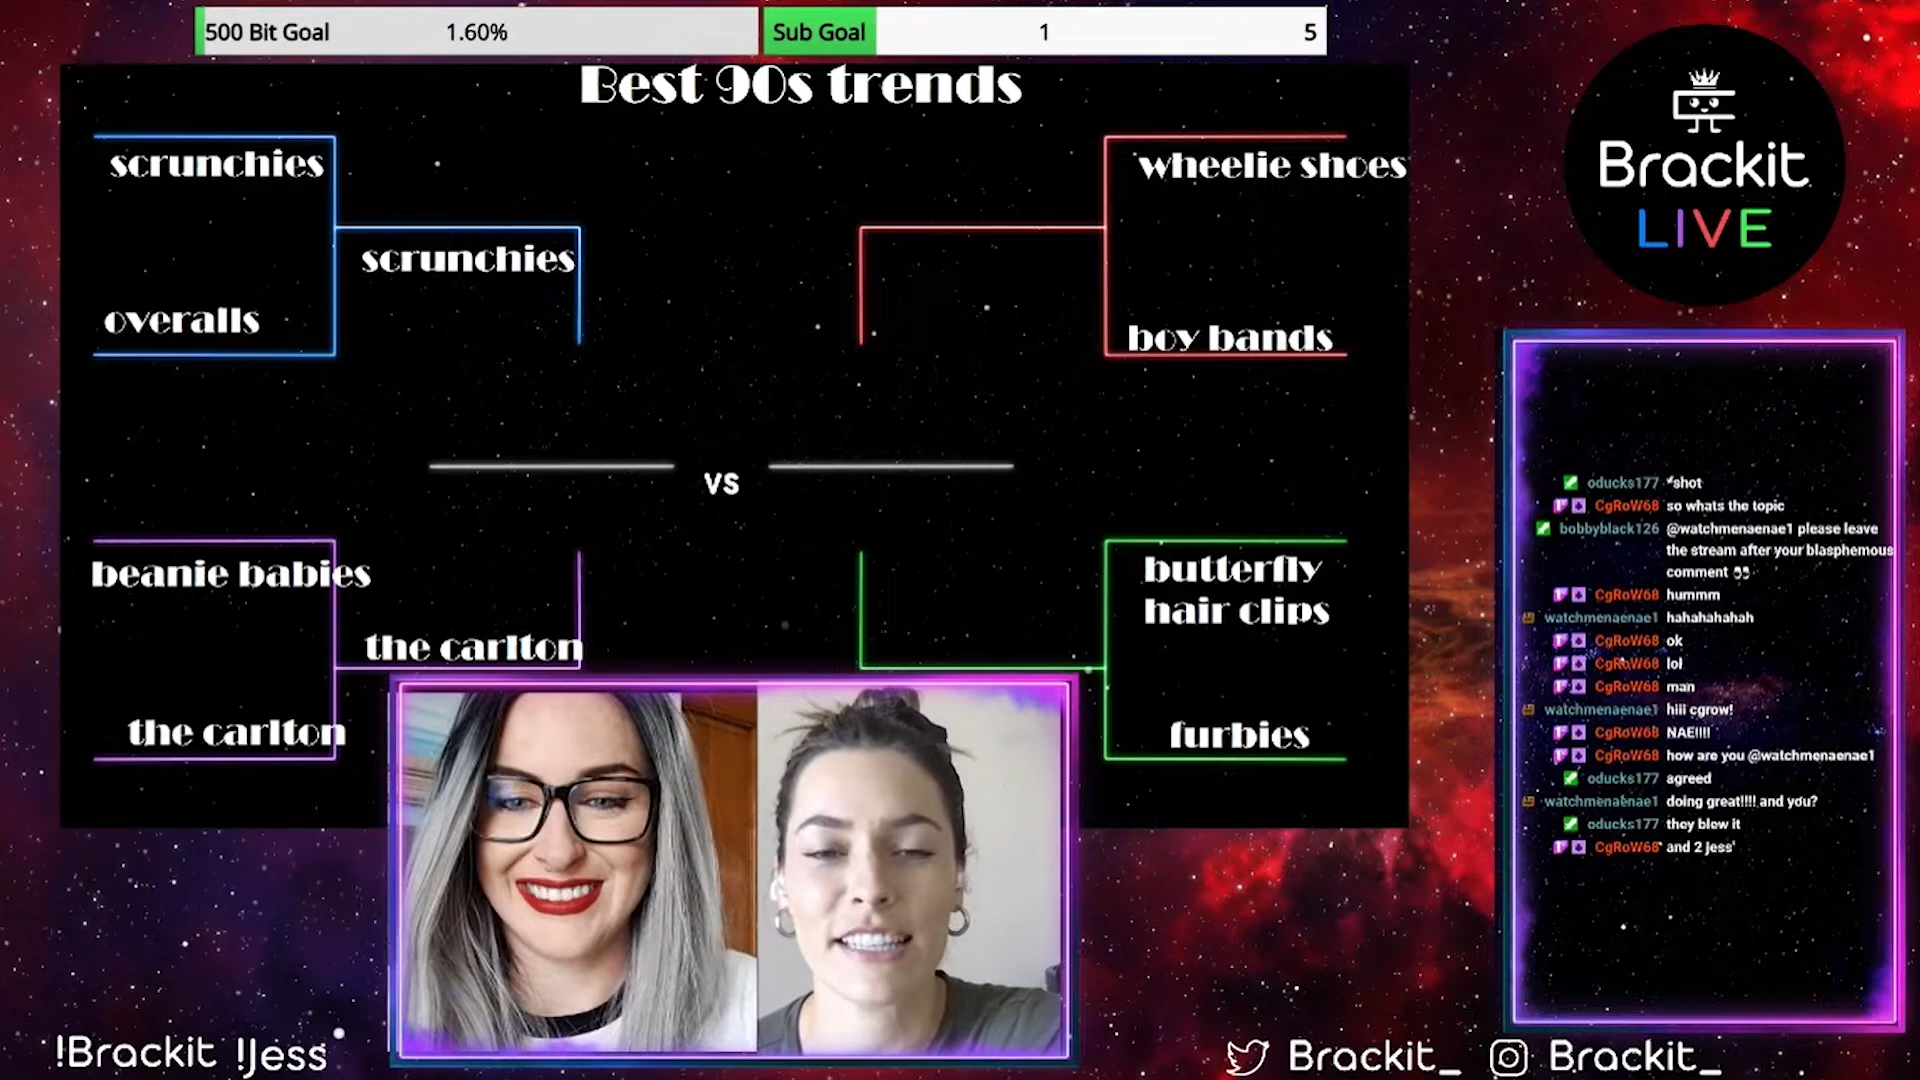 500 Bit Goal 1.60% Sub Goal 1 5
Best 90s trends
scrunchies
overalls
scrunchies
wheelie shoes
boy bands
vs
beanie babies
the carlton
the carlton
butterfly
hair clips
furbies
Brackit
LIVE
oducks177 *shot
CgRoW68 so whats the topic
bobbyblack126 @watchmenaenae1 please leave
the stream after your blasphemous
comment 👀
CgRoW68 hummm
watchmenaenae1 hahahahahah
CgRoW68 ok
CgRoW68 lol
CgRoW68 man
watchmenaenae1 hiii cgrow!
CgRoW68 NAE!!!!
CgRoW68 how are you @watchmenaenae1
oducks177 agreed
watchmenaenae1 doing great!!!! and you?
oducks177 they blew it
CgRoW68 and 2 jess'
!Brackit !Jess
Brackit_ Brackit_